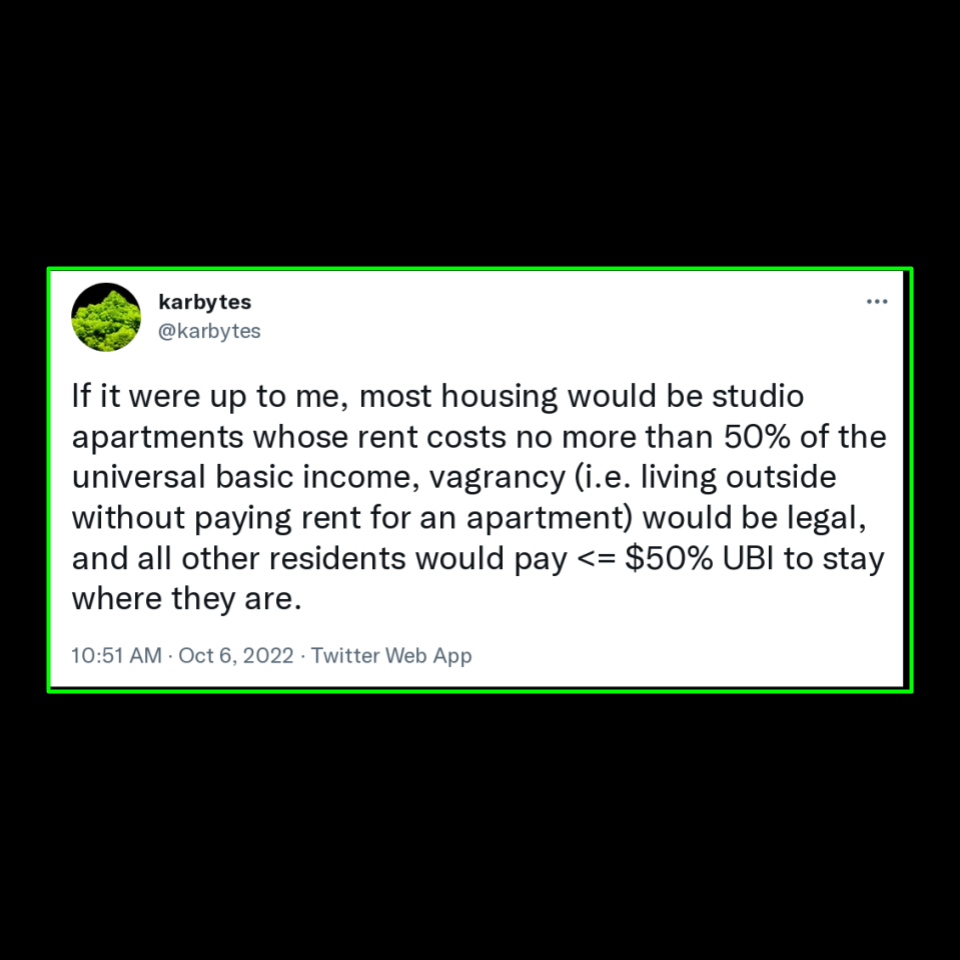 karbytes
@karbytes
If it were up to me, most housing would be studio
apartments whose rent costs no more than 50% of the
universal basic income, vagrancy (i.e. living outside
without paying rent for an apartment) would be legal,
and all other residents would pay <= $50% UBI to stay
where they are.
10:51 AM · Oct 6, 2022 · Twitter Web App